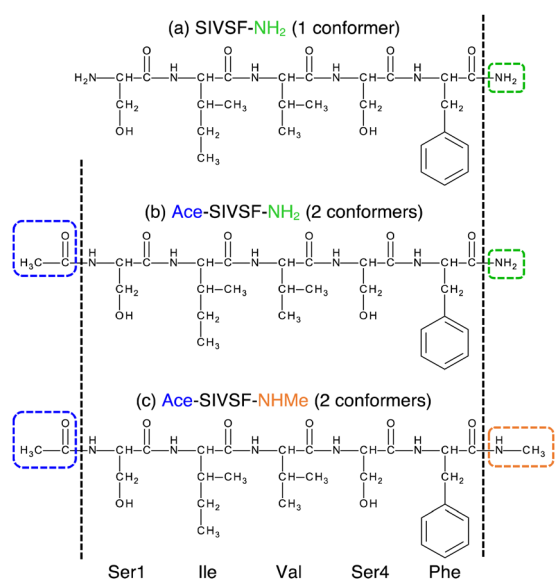 (a) SIVSF-NH₂ (1 conformer)
O O O O O
H₂N CH C N CH C N CH C N CH C N CH C NH₂
H H H H
CH₂ CH—CH₃ CH—CH₃ CH₂ CH₂
OH CH₂ CH₃ OH
CH₃
(b) Ace-SIVSF-NH₂ (2 conformers)
O O O O O O
H₃C C N CH C N CH C N CH C N CH C N CH C NH₂
H H H H H
CH₂ CH—CH₃ CH—CH₃ CH₂ CH₂
OH CH₂ CH₃ OH
CH₃
(c) Ace-SIVSF-NHMe (2 conformers)
O O O O O O
H₃C C N CH C N CH C N CH C N CH C N CH C N CH₃
H H H H H H
CH₂ CH—CH₃ CH—CH₃ CH₂ CH₂
OH CH₂ CH₃ OH
CH₃
Ser1 Ile Val Ser4 Phe